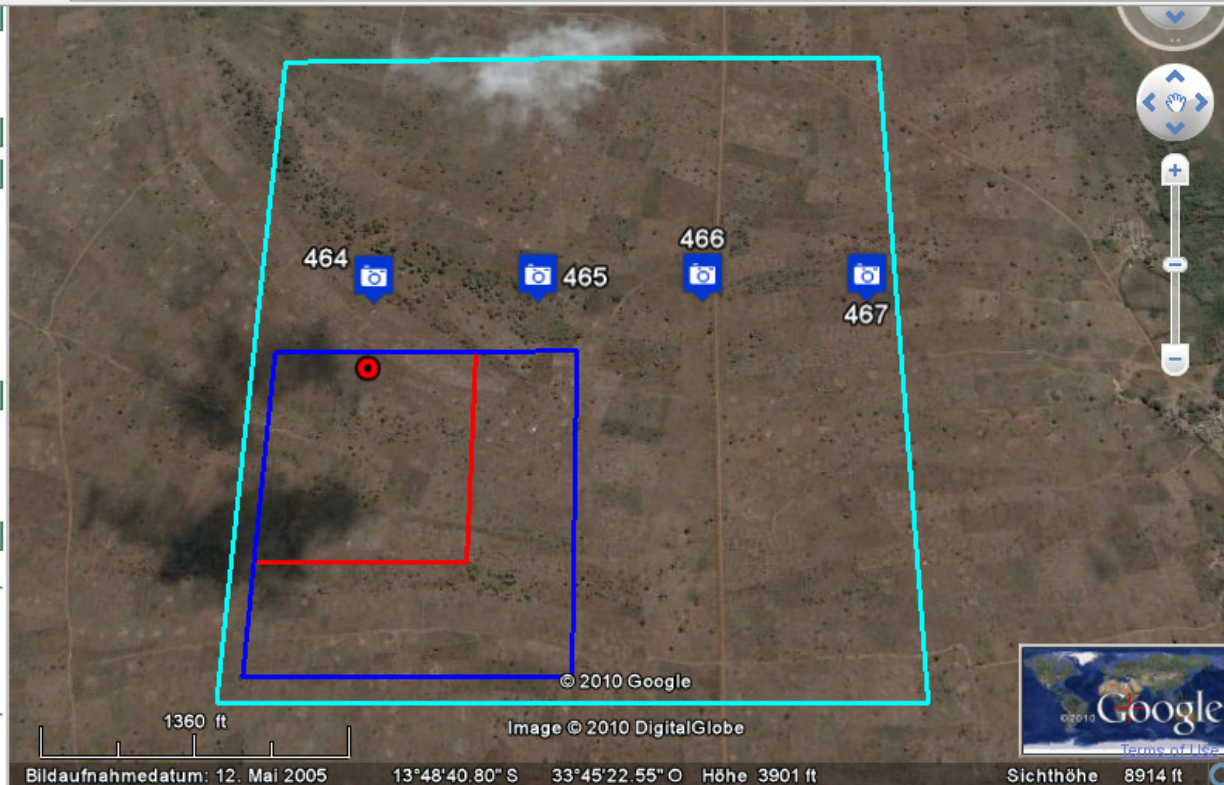 466
464
465
467
© 2010 Google
1360 ft
Image © 2010 DigitalGlobe
©2010 Google
Terms of Use
Bildaufnahmedatum: 12. Mai 2005 13°48'40.80" S 33°45'22.55" O Höhe 3901 ft Sichthöhe 8914 ft